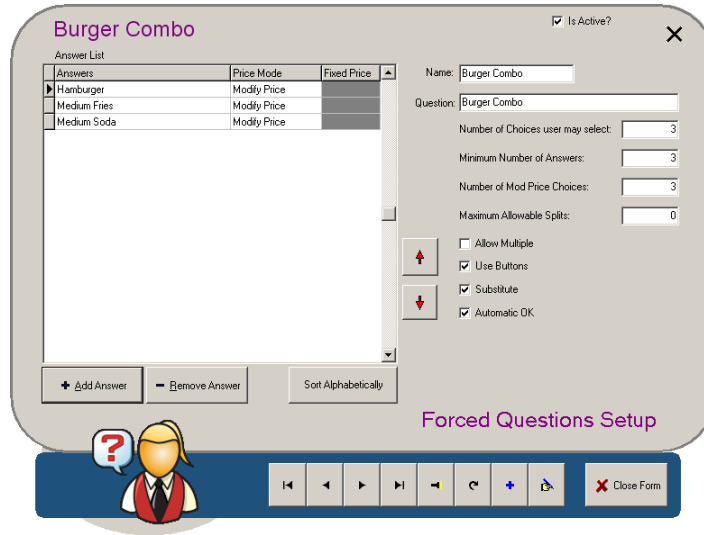 Burger Combo
Is Active?
Answer List
Answers Price Mode Fixed Price
Hamburger Modify Price
Medium Fries Modify Price
Medium Soda Modify Price
Name: Burger Combo
Question: Burger Combo
Number of Choices user may select: 3
Minimum Number of Answers: 3
Number of Mod Price Choices: 3
Maximum Allowable Splits: 0
Allow Multiple
Use Buttons
Substitute
Automatic OK
Add Answer Remove Answer Sort Alphabetically
Forced Questions Setup
?
Close Form